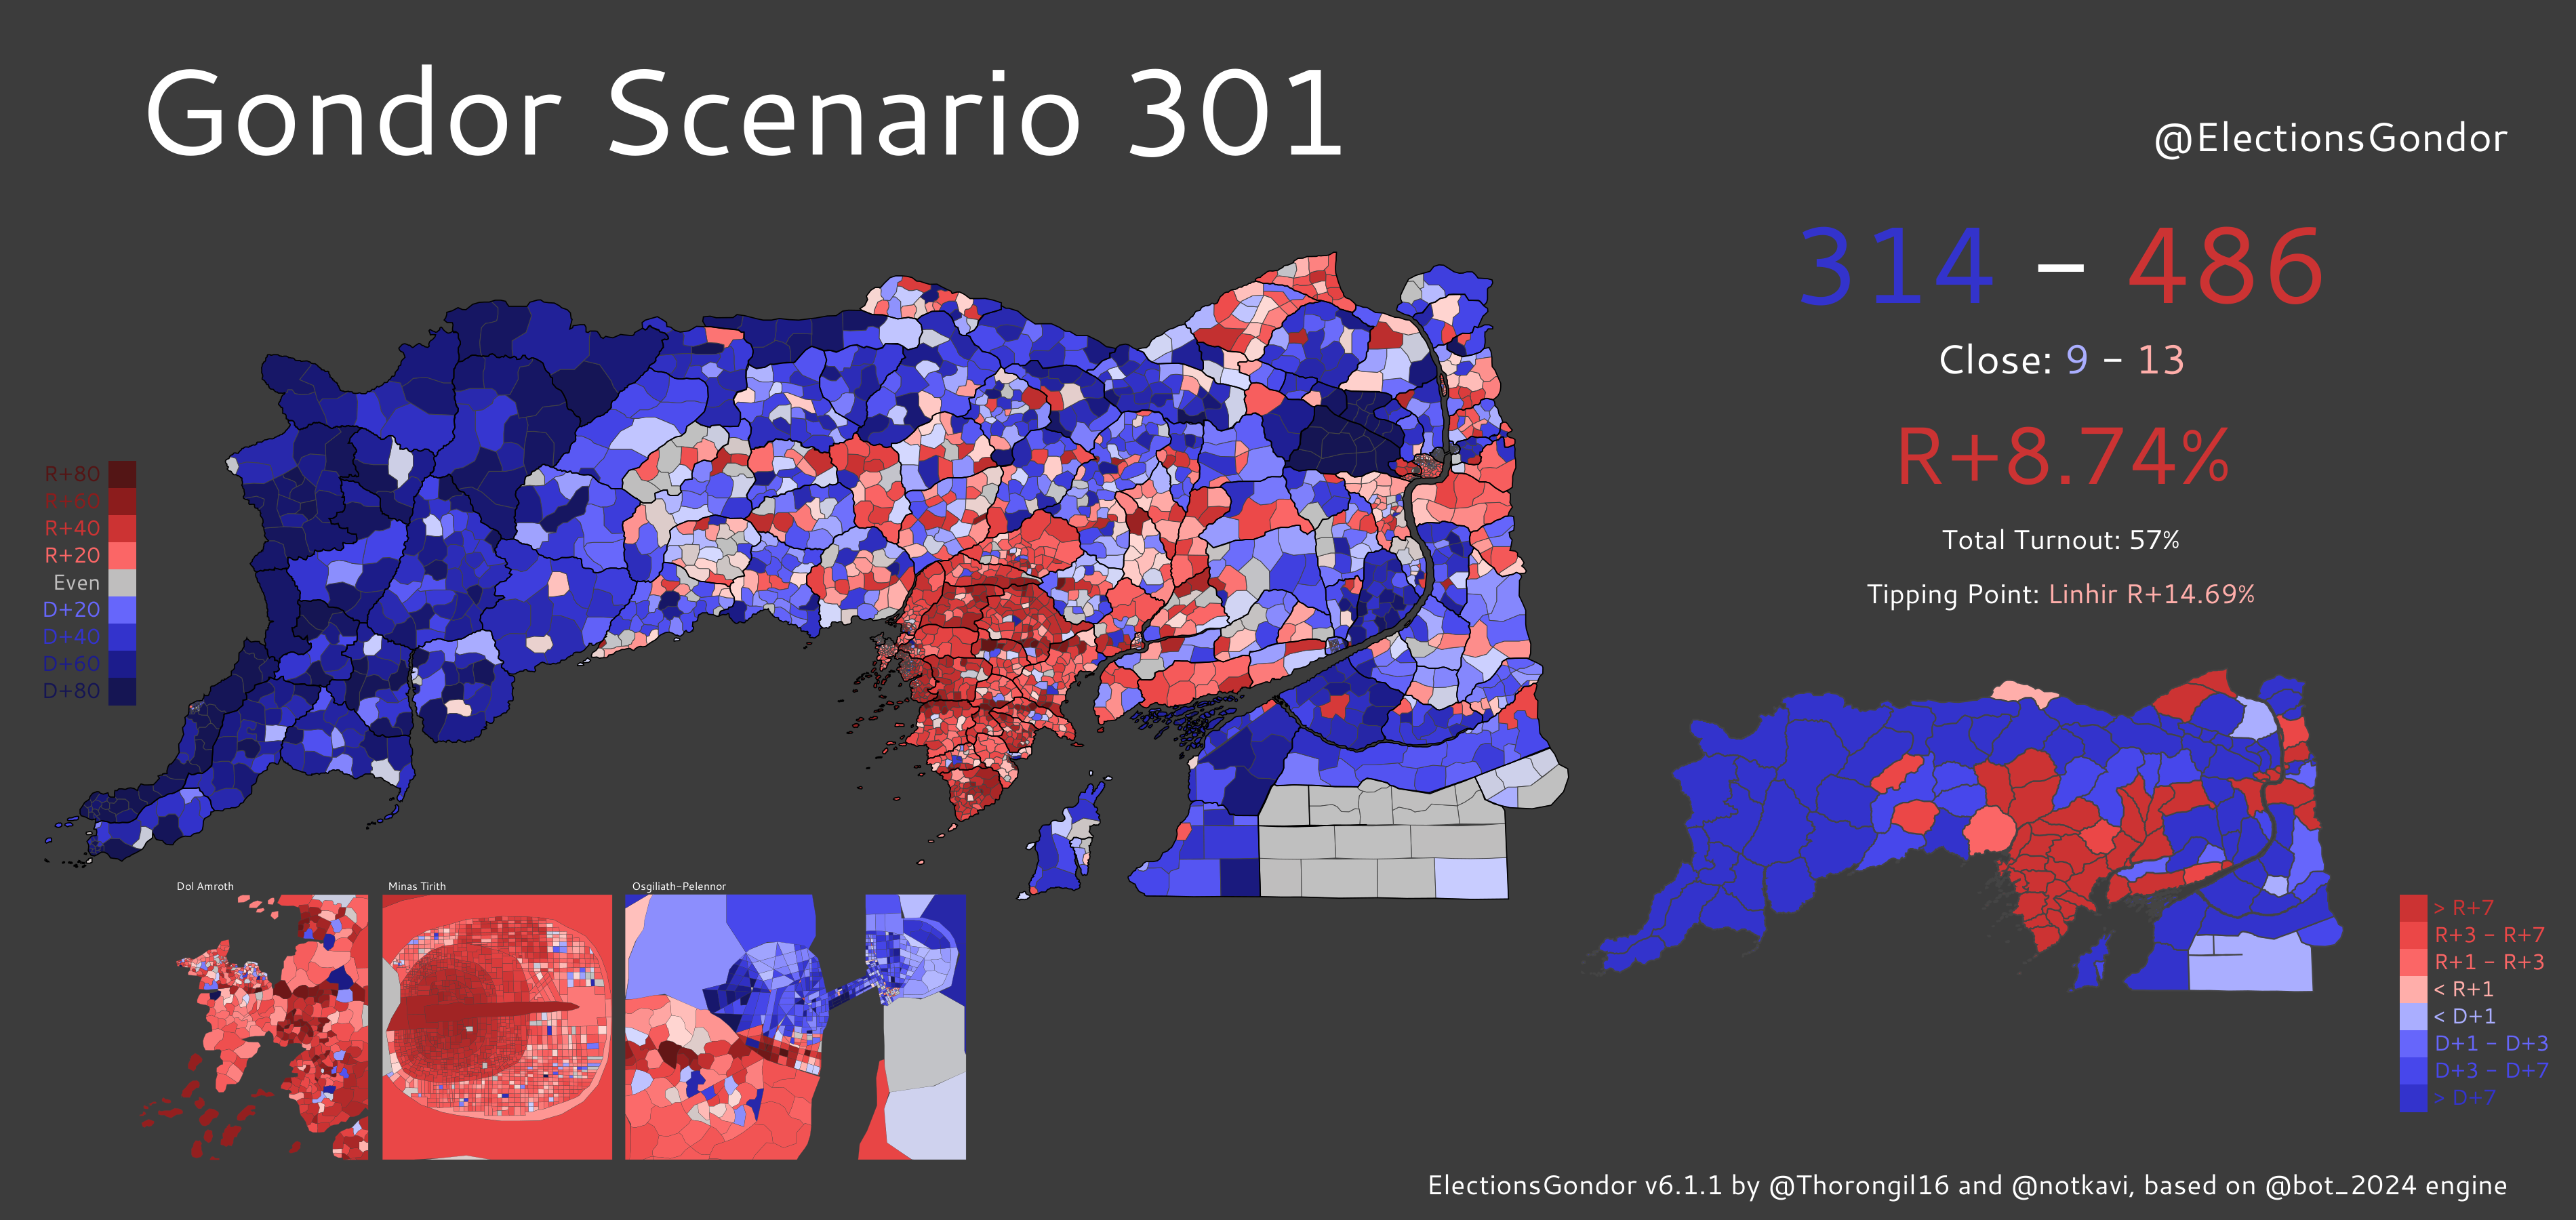 Gondor Scenario 301
@ElectionsGondor
314 – 486
Close: 9 – 13
R+8.74%
Total Turnout: 57%
Tipping Point: Linhir R+14.69%
R+80
R+60
R+40
R+20
Even
D+20
D+40
D+60
D+80
Dol Amroth
Minas Tirith
Osgiliath-Pelennor
> R+7
R+3 - R+7
R+1 - R+3
< R+1
< D+1
D+1 - D+3
D+3 - D+7
> D+7
ElectionsGondor v6.1.1 by @Thorongil16 and @notkavi, based on @bot_2024 engine